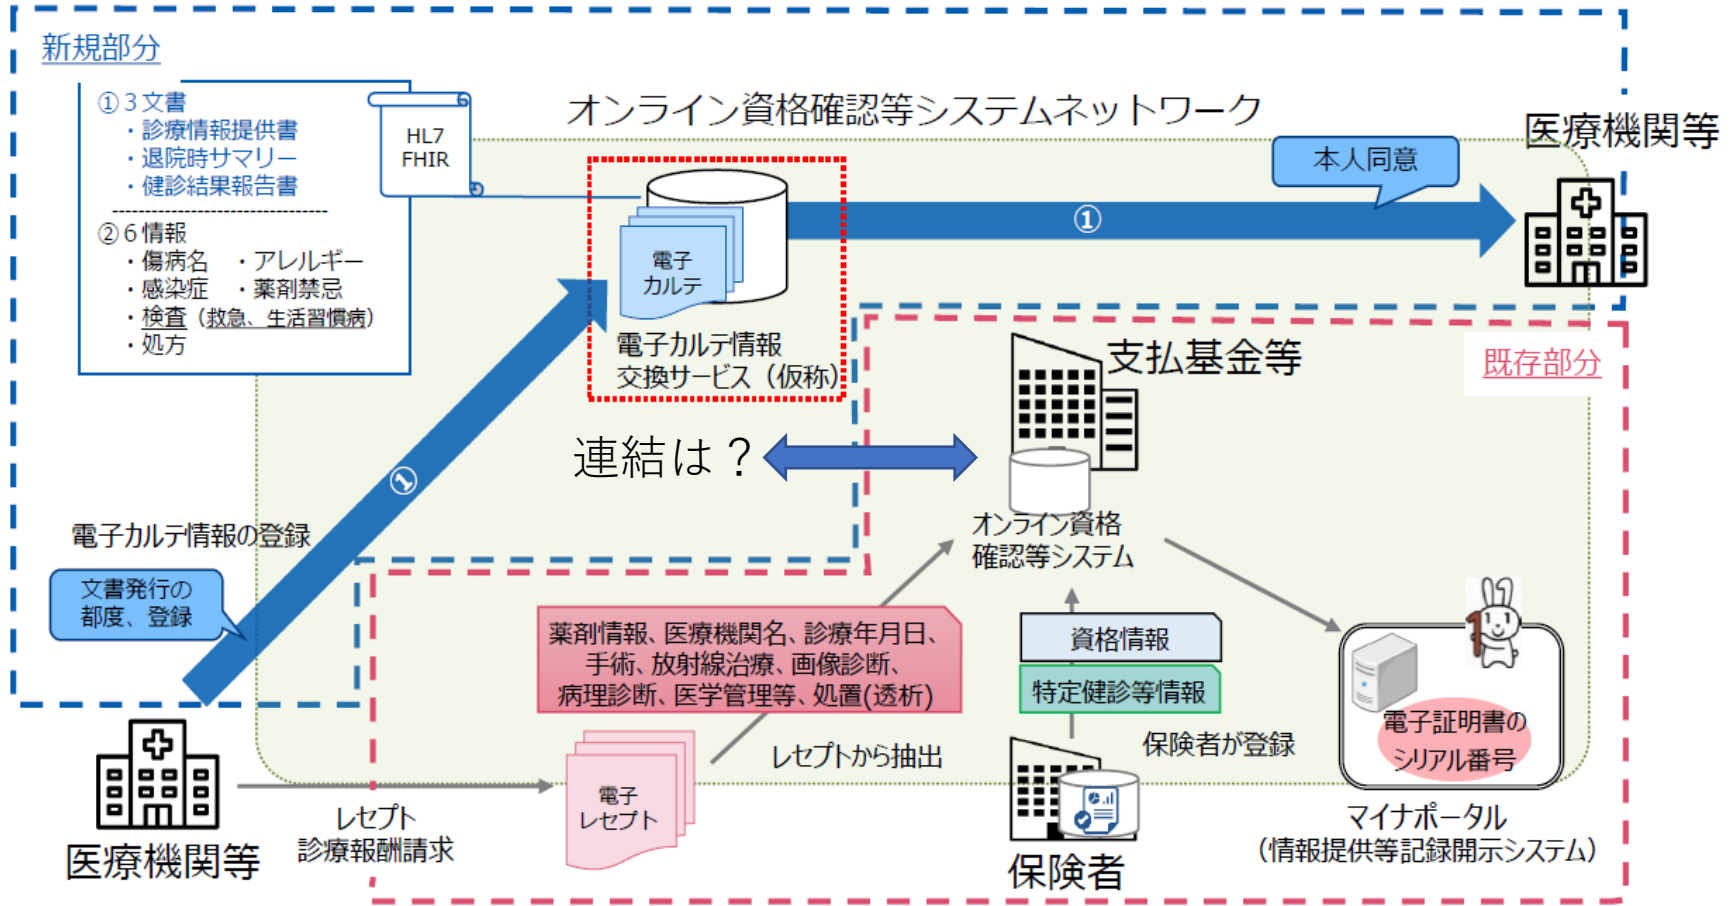 新規部分
①3文書
・診療情報提供書
・退院時サマリー
・健診結果報告書
②6情報
・傷病名 ・アレルギー
・感染症 ・薬剤禁忌
・検査（救急、生活習慣病）
・処方
HL7
FHIR
オンライン資格確認等システムネットワーク
医療機関等
本人同意
①
電子
カルテ
電子カルテ情報
交換サービス（仮称）
支払基金等
既存部分
連結は？
①
電子カルテ情報の登録
文書発行の
都度、登録
オンライン資格
確認等システム
薬剤情報、医療機関名、診療年月日、
手術、放射線治療、画像診断、
病理診断、医学管理等、処置(透析)
資格情報
特定健診等情報
電子証明書の
シリアル番号
レセプトから抽出
保険者が登録
電子
レセプト
レセプト
診療報酬請求
医療機関等
保険者
マイナポータル
（情報提供等記録開示システム）